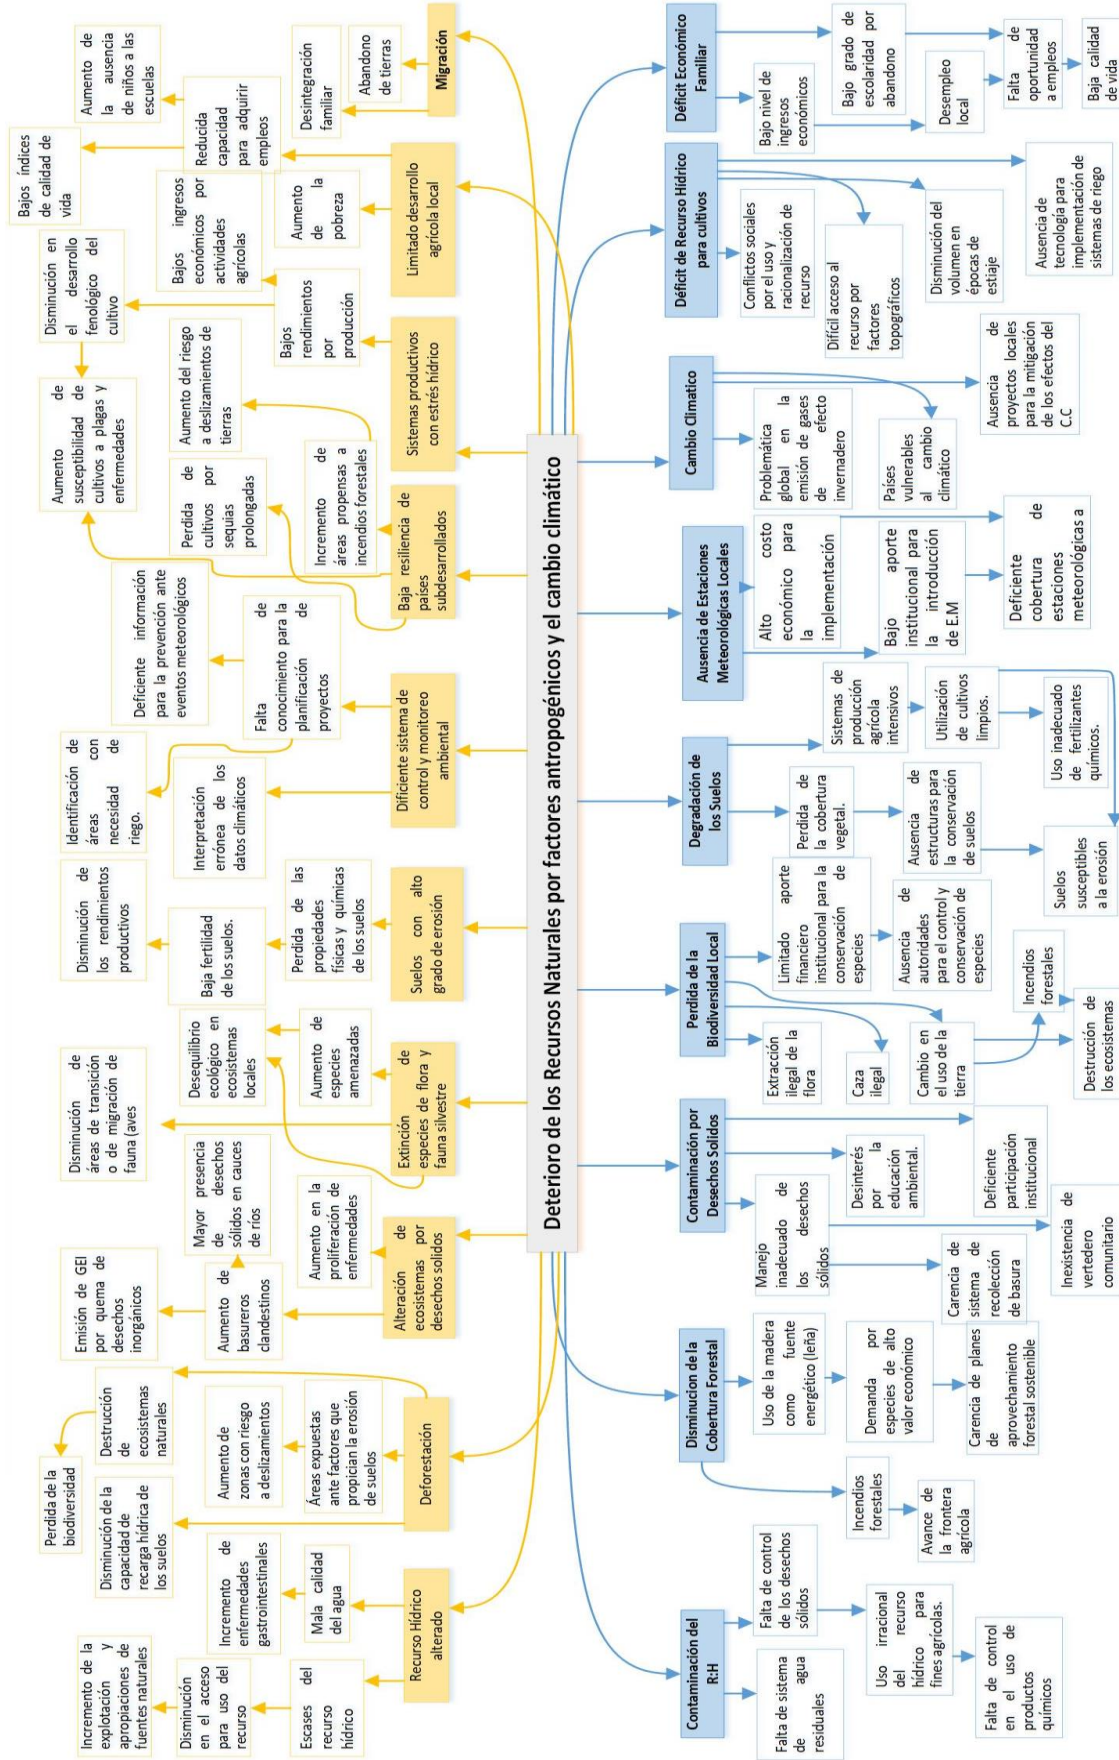 Incremento de la
explotación y
apropiaciones de
fuentes naturales
Disminución
en el acceso
para uso del
recurso
Escases del
recurso
hídrico
Incremento de
enfermedades
gastrointestinales
Mala calidad
del agua
Recurso Hídrico
alterado
Perdida de la
biodiversidad
Disminución de la
capacidad de
recarga hídrica de
los suelos
Destrucción
de
ecosistemas
naturales
Aumento de
zonas con riesgo
a deslizamientos
Áreas expuestas
ante factores que
propician la erosión
de suelos
Deforestación
Emisión de GEI
por quema de
desechos
inorgánicos
Mayor presencia
de desechos
sólidos en cauces
de ríos
Aumento de
basureros
clandestinos
Aumento en la
proliferación de
enfermedades
Alteración de
ecosistemas por
desechos solidos
Disminución de
áreas de transición
o de migración de
fauna (aves
Desequilibrio
ecológico en
ecosistemas
locales
Aumento de
especies
amenazadas
Extinción de
especies de flora y
fauna silvestre
Disminución de
los rendimientos
productivos
Baja fertilidad
de los suelos.
Perdida de las
propiedades
físicas y químicas
de los suelos
Suelos con alto
grado de erosión
Identificación de
áreas con
necesidad de
riego.
Deficiente información
para la prevención ante
eventos meteorológicos
Interpretación
errónea de los
datos climáticos
Falta de
conocimiento para la
planificación de
proyectos
Dificiente sistema de
control y monitoreo
ambiental
Aumento de
susceptibilidad de
cultivos a plagas y
enfermedades
Perdida de
cultivos por
sequias
prolongadas
Aumento del riesgo
a deslizamientos de
tierras
Incremento de
áreas propensas a
incendios forestales
Baja resiliencia de
países
subdesarrollados
Disminución en
el desarrollo
fenológico del
cultivo
Bajos
rendimientos
por
producción
Bajos ingresos
económicos por
actividades
agrícolas
Sistemas productivos
con estrés hídrico
Bajos índices
de calidad de
vida
Aumento de
la ausencia
de niños a las
escuelas
Reducida
capacidad
para adquirir
empleos
Aumento
de la
pobreza
Limitado desarrollo
agrícola local
Desintegración
familiar
Abandono
de tierras
Migración
Deterioro de los Recursos Naturales por factores antropogénicos y el cambio climático
Contaminación del
R:H
Falta de sistema
de agua
residuales
Falta de control
de los desechos
sólidos
Uso irracional
del recurso
hídrico para
fines agrícolas.
Falta de control
en el uso de
productos
químicos
Disminucion de la
Cobertura Forestal
Incendios
forestales
Avance de
la frontera
agrícola
Uso de la madera
como fuente
energético (leña)
Demanda por
especies de alto
valor económico
Carencia de planes
de
aprovechamiento
forestal sostenible
Contaminación por
Desechos Solidos
Manejo
inadecuado de
los desechos
sólidos
Carencia de
sistema de
recolección
de basura
Inexistencia de
vertedero
comunitario
Desinterés
por la
educación
ambiental.
Deficiente
participación
institucional
Perdida de la
Biodiversidad Local
Extracción
ilegal de la
flora
Caza
ilegal
Cambio en
el uso de la
tierra
Incendios
forestales
Destrucción de
los ecosistemas
Limitado aporte
financiero
institucional para la
conservación de
especies
Ausencia de
autoridades
para el control y
conservación de
especies
Degradación de
los Suelos
Perdida de
la cobertura
vegetal.
Ausencia de
estructuras para
la conservación
de suelos
Suelos
susceptibles
a la erosión
Sistemas de
producción
agrícola
intensivos
Utilización
de cultivos
limpios.
Uso inadecuado
de fertilizantes
químicos.
Ausencia de Estaciones
Meteorológicas Locales
Alto costo
económico para
la
implementación
Bajo aporte
institucional para
la introducción
de E.M
Deficiente
cobertura de
estaciones
meteorológicas a
Cambio Climatico
Problemática
global en la
emisión de gases
de efecto
invernadero
Países
vulnerables
al cambio
climático
Ausencia de
proyectos locales
para la mitigación
de los efectos del
C.C
Déficit de Recurso Hídrico
para cultivos
Conflictos sociales
por el uso y
racionalización de
recurso
Difícil acceso al
recurso por
factores
topográficos
Disminución del
volumen en
épocas de
estiaje
Ausencia de
tecnología para
implementación de
sistemas de riego
Déficit Económico
Familiar
Bajo nivel de
ingresos
económicos
Bajo grado de
escolaridad por
abandono
Desempleo
local
Falta de
oportunidad
a empleos
Baja calidad
de vida